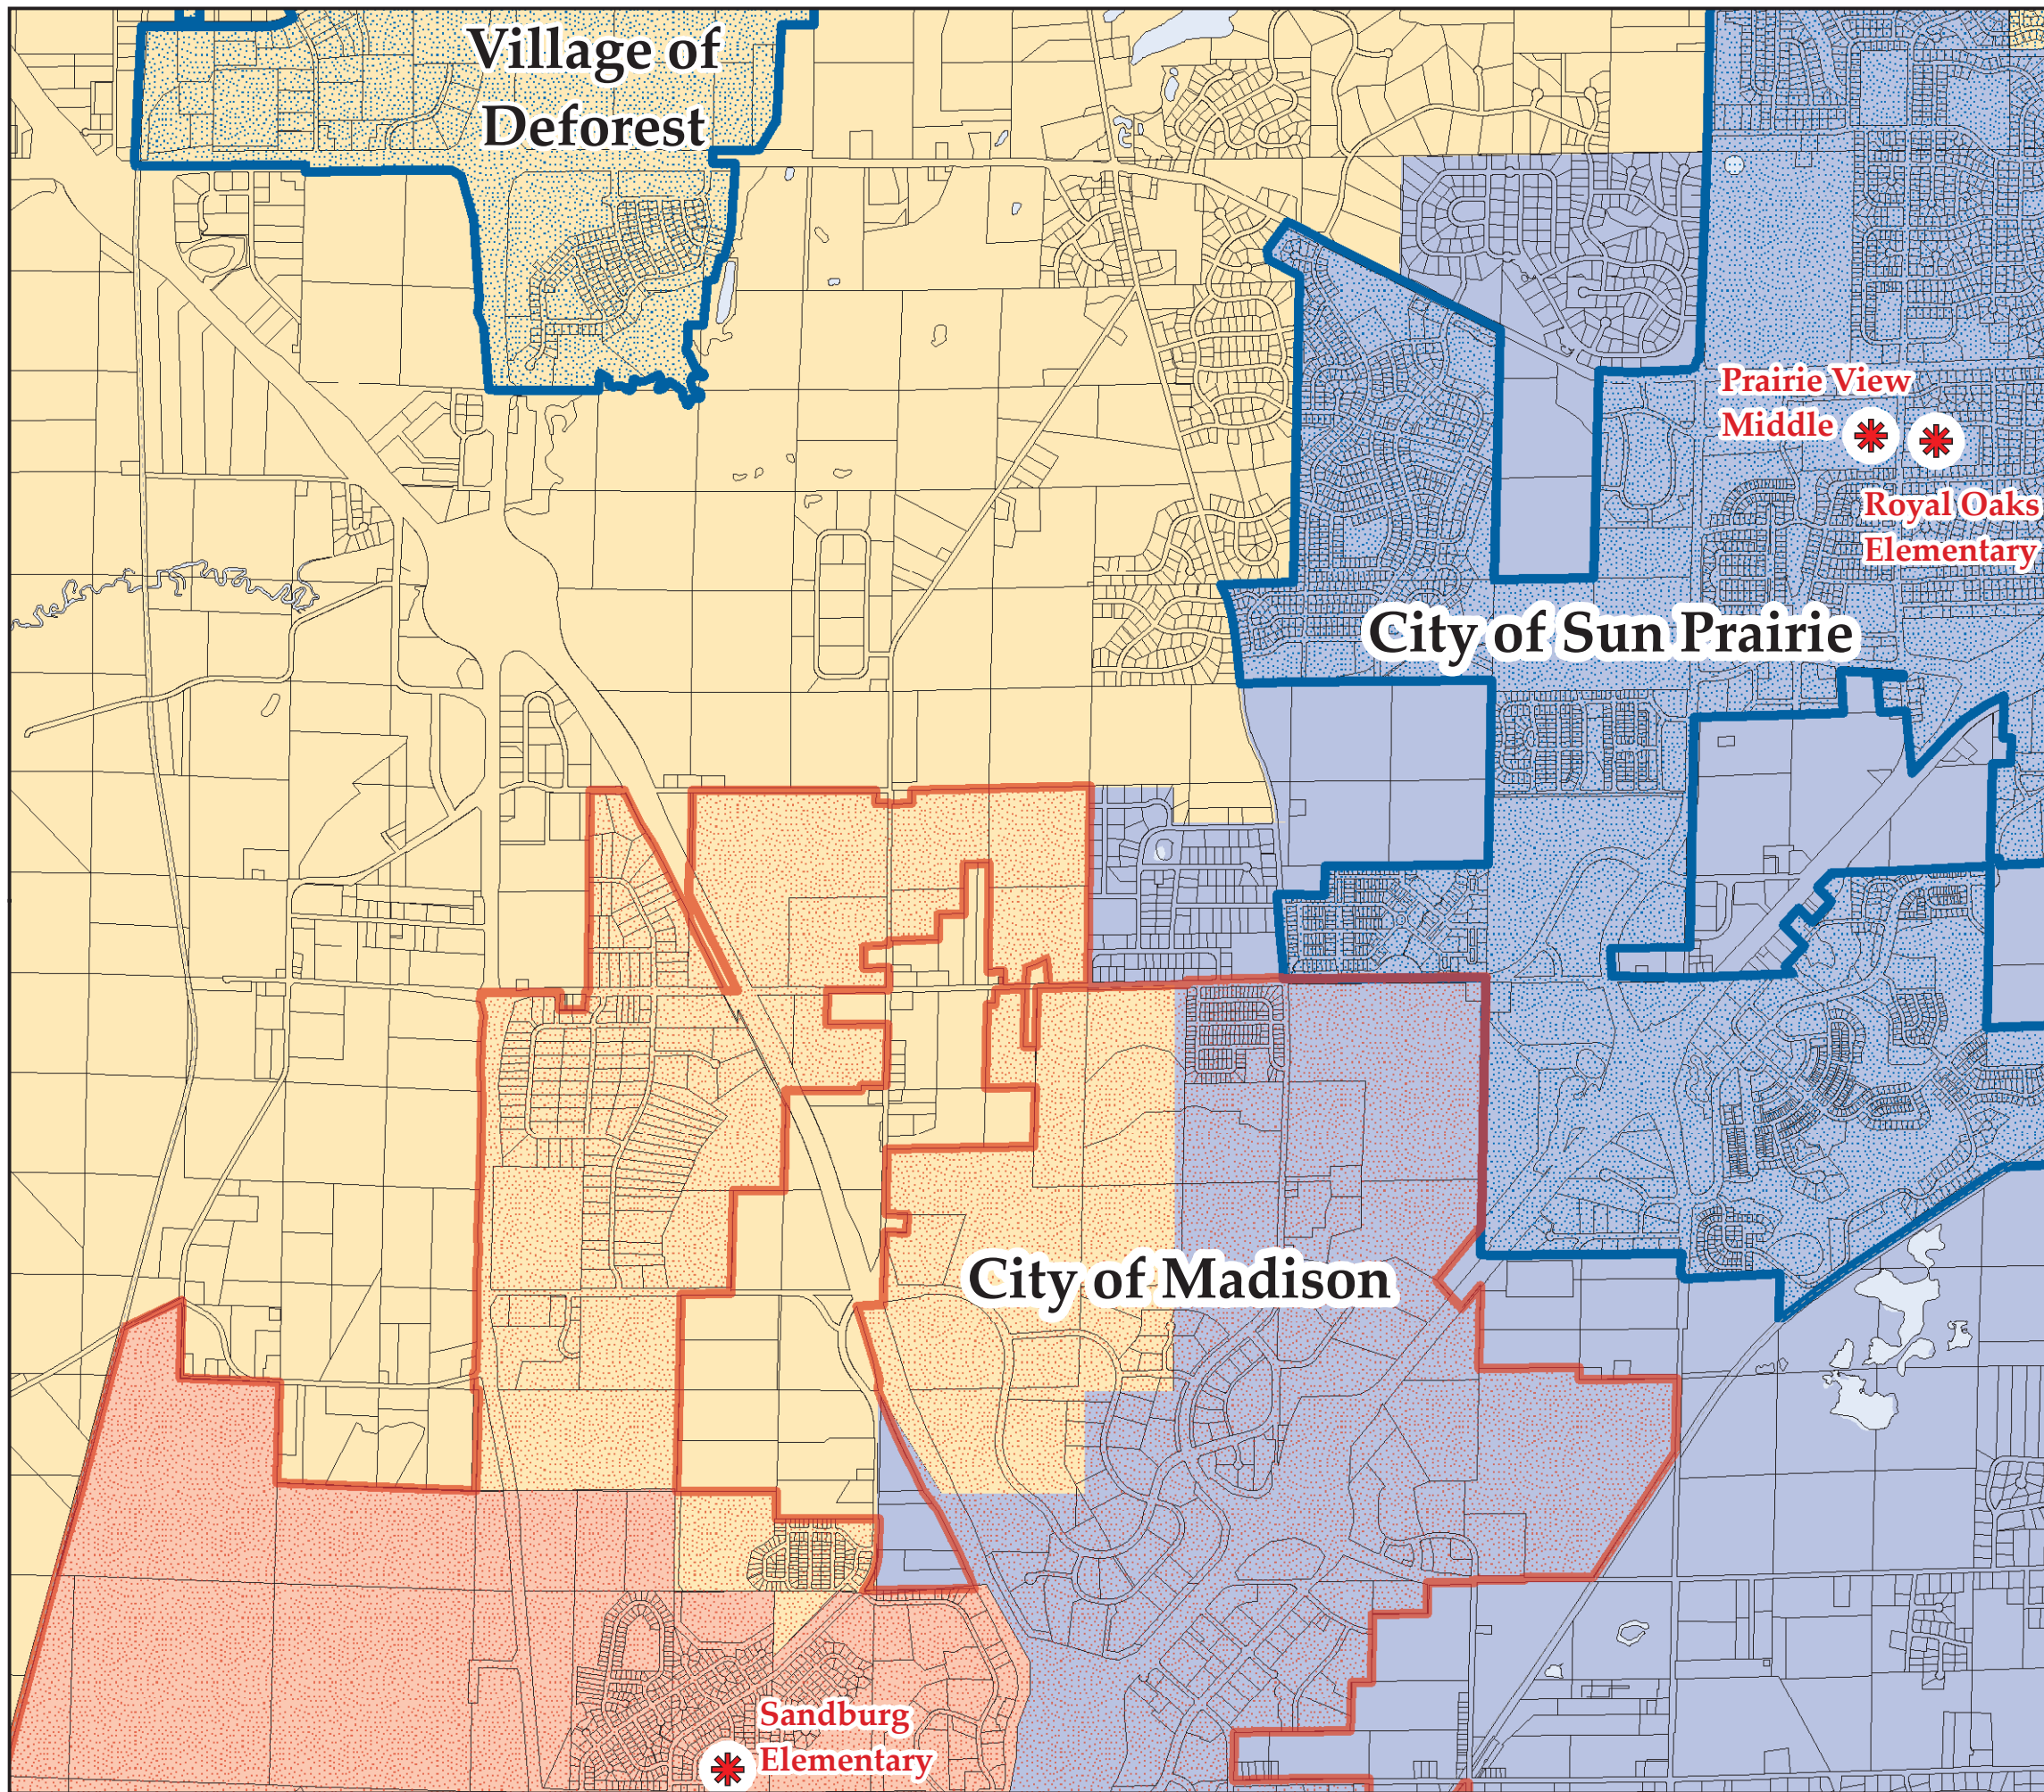 Village of
Deforest
Prairie View
Middle
Royal Oaks
Elementary
City of Sun Prairie
City of Madison
Sandburg
Elementary